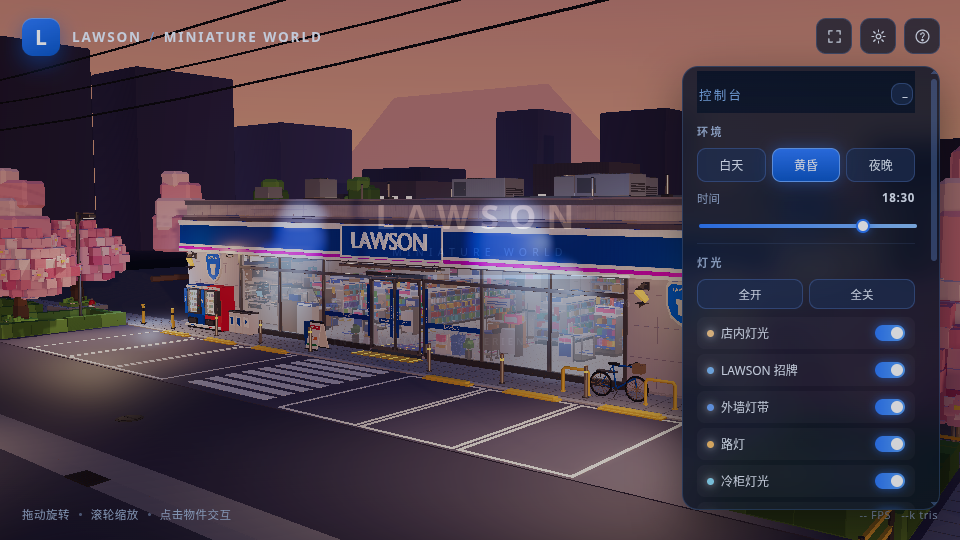 L LAWSON / MINIATURE WORLD
控制台
环境
白天 黄昏 夜晚
时间 18:30
灯光
全开 全关
店内灯光
LAWSON 招牌
外墙灯带
路灯
冷柜灯光
LAWSON
MINIATURE WORLD
LAWSON
拖动旋转 • 滚轮缩放 • 点击物件交互
-- FPS --k tris